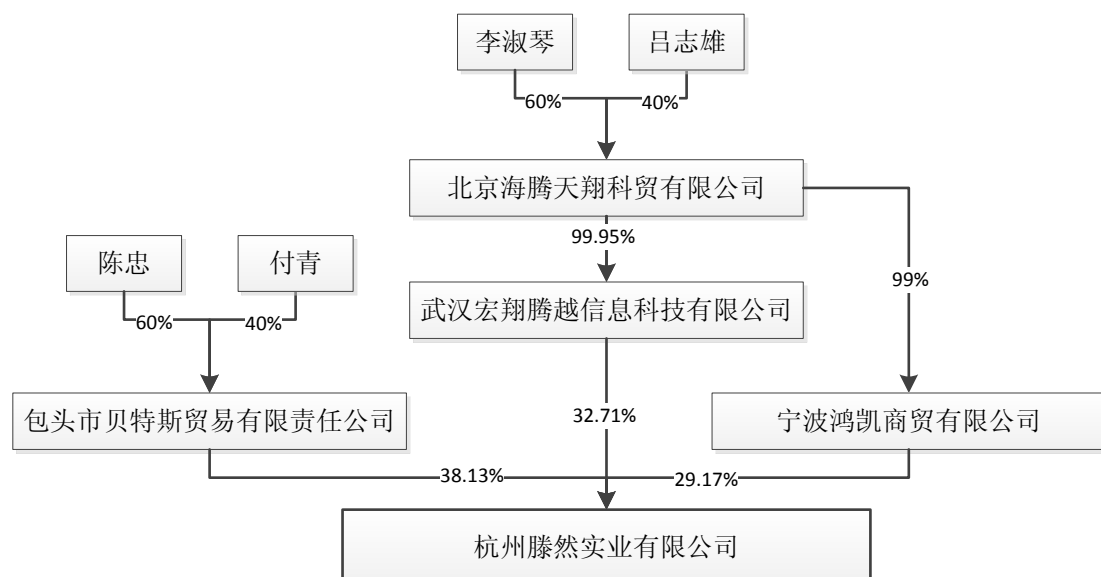 李淑琴
吕志雄
60%
40%
北京海腾天翔科贸有限公司
99.95%
陈忠
付青
99%
武汉宏翔腾越信息科技有限公司
60%
40%
包头市贝特斯贸易有限责任公司
32.71%
宁波鸿凯商贸有限公司
38.13%
29.17%
杭州滕然实业有限公司